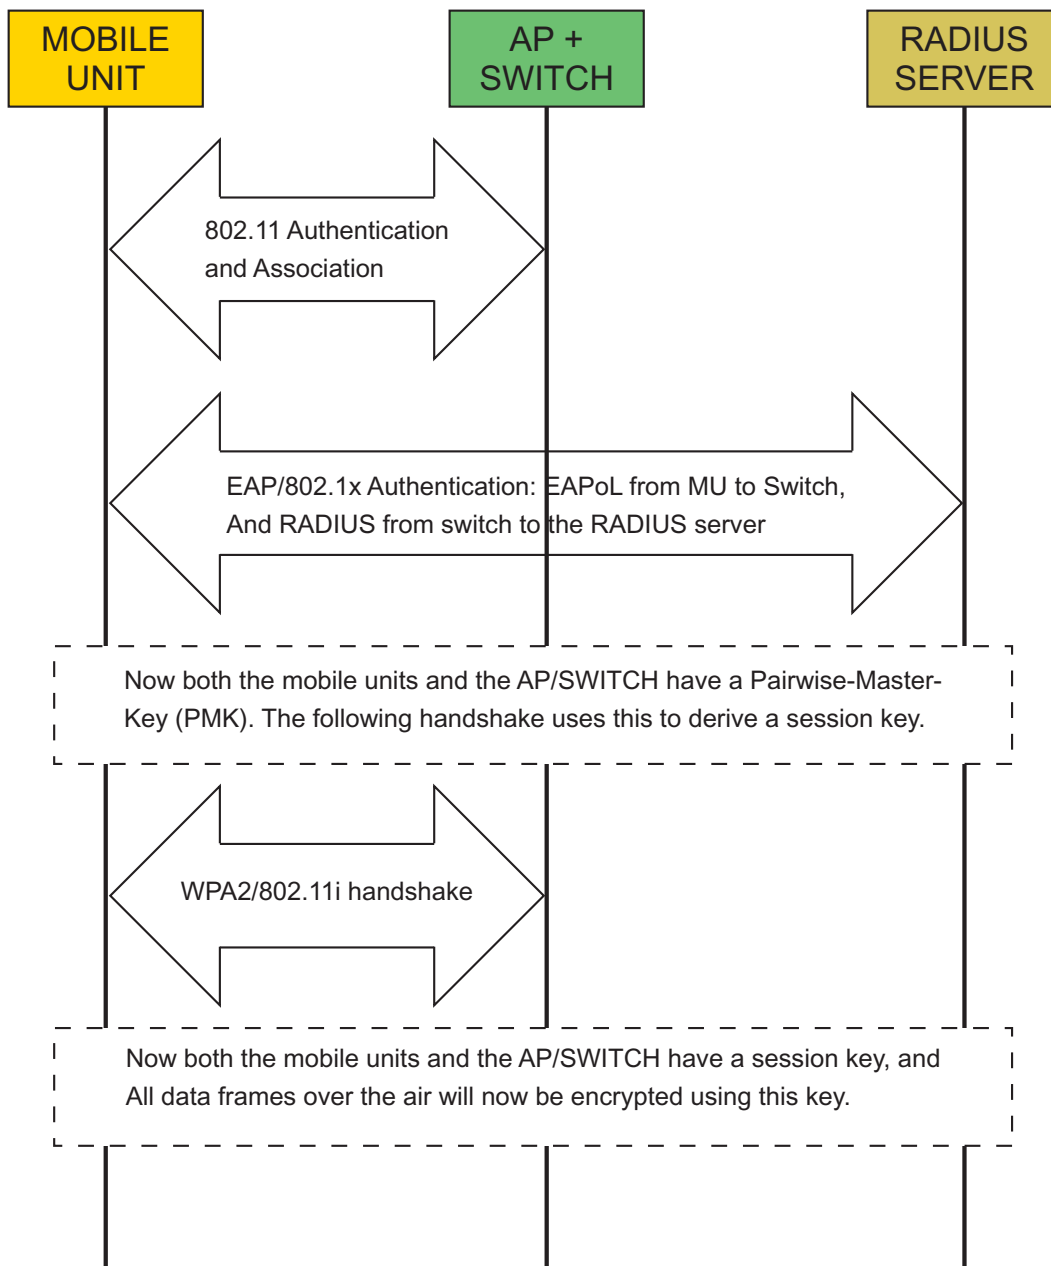 MOBILE
UNIT
AP +
SWITCH
RADIUS
SERVER
802.11 Authentication
and Association
EAP/802.1x Authentication: EAPoL from MU to Switch,
And RADIUS from switch to the RADIUS server
Now both the mobile units and the AP/SWITCH have a Pairwise-Master-
Key (PMK). The following handshake uses this to derive a session key.
WPA2/802.11i handshake
Now both the mobile units and the AP/SWITCH have a session key, and
All data frames over the air will now be encrypted using this key.